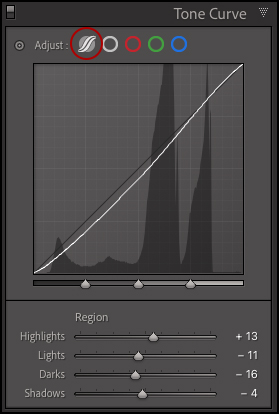 Tone Curve
Adjust :
Region
Highlights + 13
Lights − 11
Darks − 16
Shadows − 4